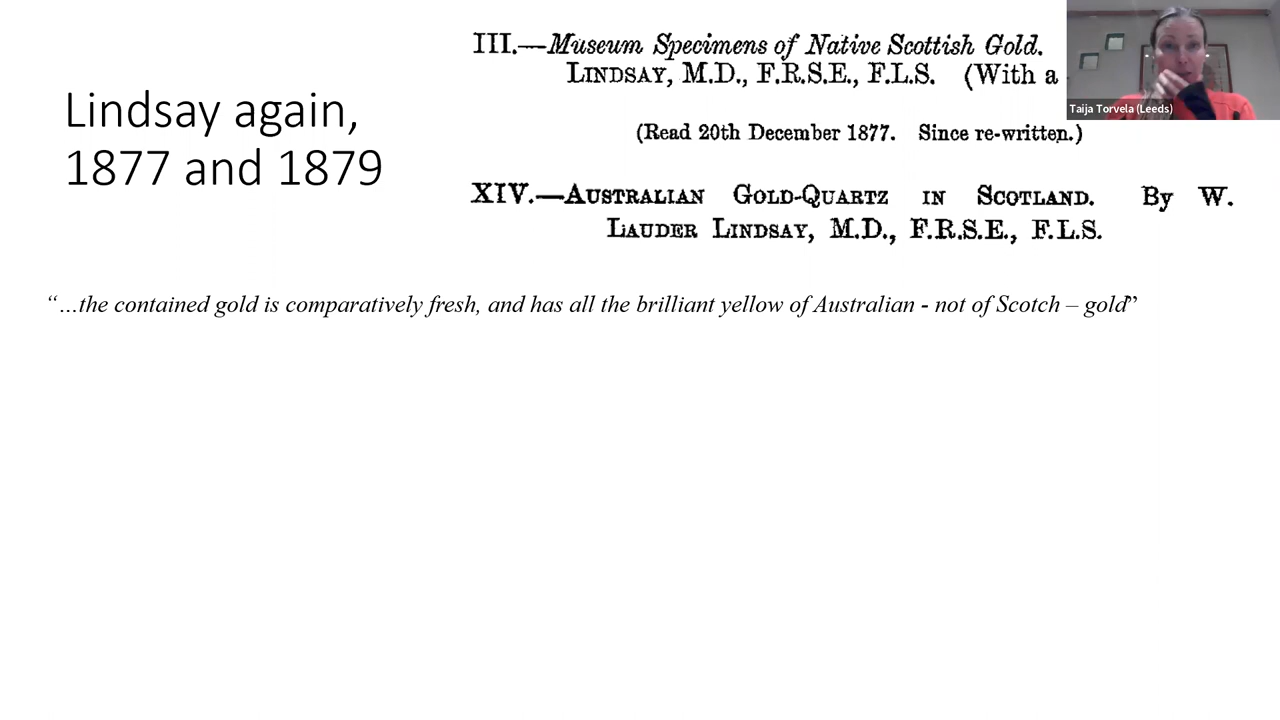 Lindsay again,
1877 and 1879
III.—Museum Specimens of Native Scottish Gold.
LINDSAY, M.D., F.R.S.E., F.L.S. (With a
(Read 20th December 1877. Since re-written.)
XIV.—AUSTRALIAN GOLD-QUARTZ IN SCOTLAND. By W.
LAUDER LINDSAY, M.D., F.R.S.E., F.L.S.
“…the contained gold is comparatively fresh, and has all the brilliant yellow of Australian - not of Scotch – gold”
Taija Torvela (Leeds)